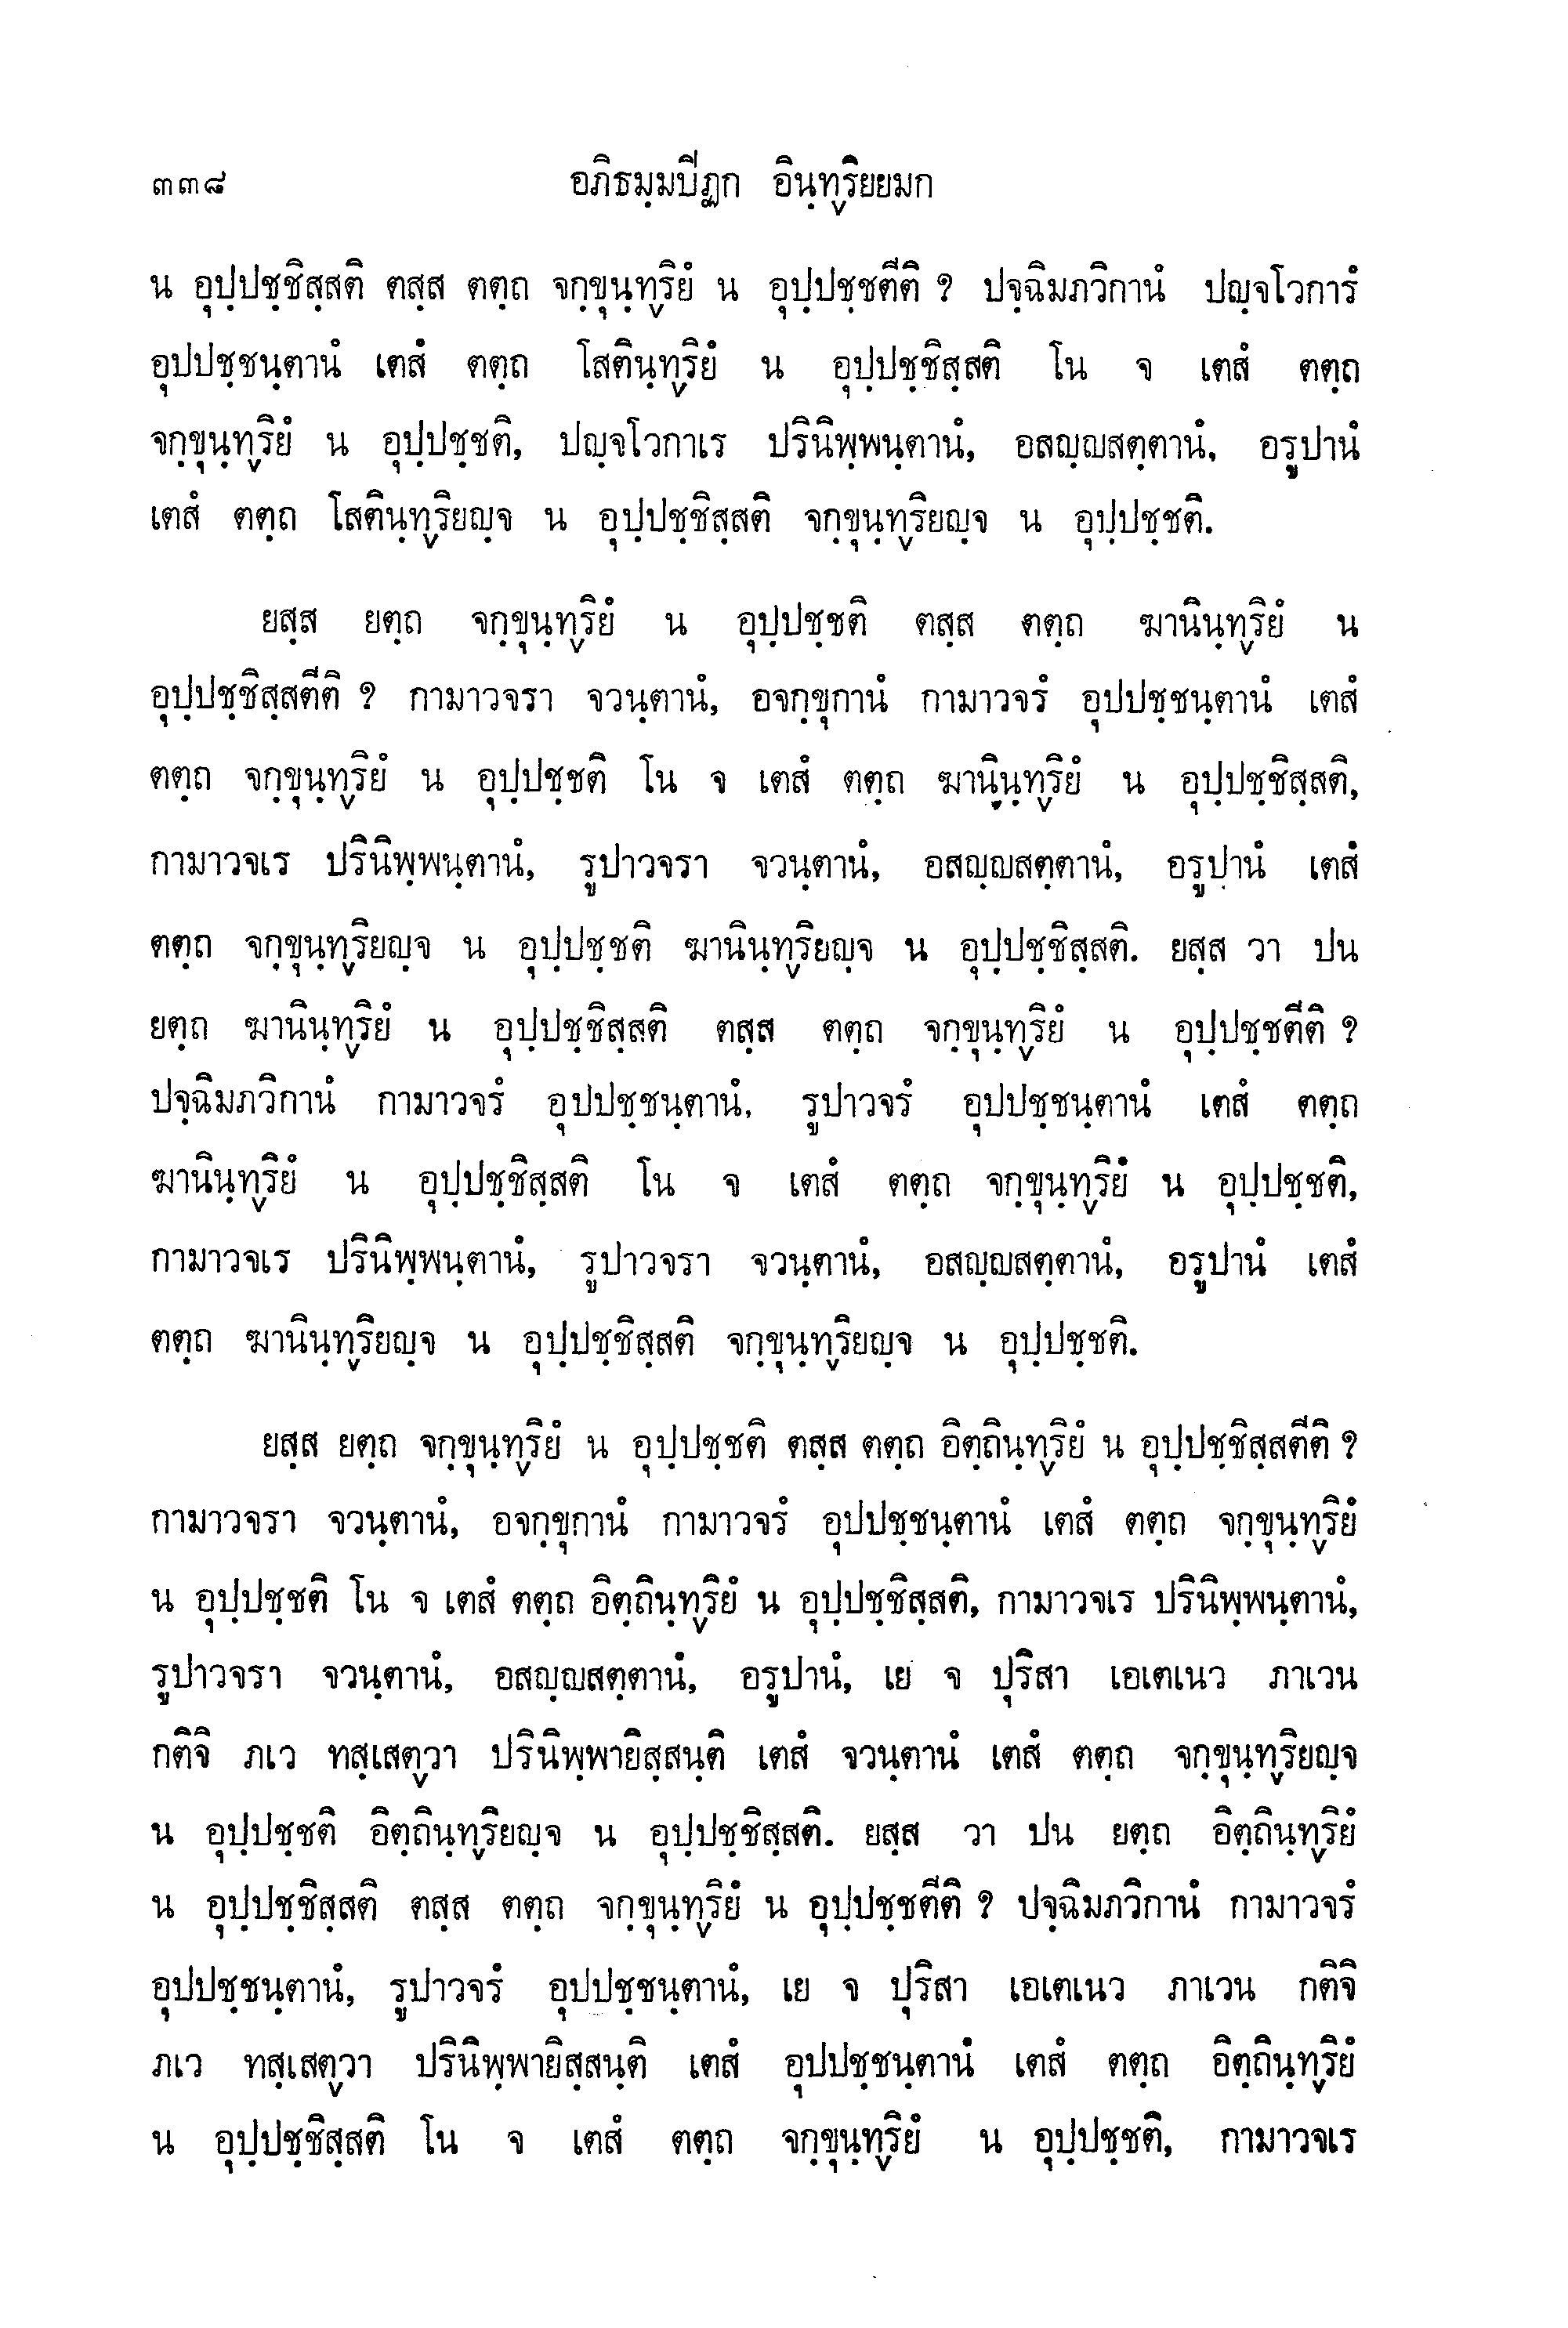 ๓๓๘ อภิธมฺมปีฏก อินฺทฺริยยมก
น อุปฺปชฺชิสฺสติ ตสฺส ตตฺถ จกฺขุนฺทฺริยํ น อุปฺปชฺชตีติ ? ปจฺฉิมภวิกานํ ปญฺจโวการํ
อุปปชฺชนฺตานํ เตสํ ตตฺถ โสตินฺทฺริยํ น อุปฺปชฺชิสฺสติ โน จ เตสํ ตตฺถ
จกฺขุนฺทฺริยํ น อุปฺปชฺชติ, ปญฺจโวกาเร ปรินิพฺพนฺตานํ, อสญฺญสตฺตานํ, อรูปานํ
เตสํ ตตฺถ โสตินฺทฺริยญฺจ น อุปฺปชฺชิสฺสติ จกฺขุนฺทฺริยญฺจ น อุปฺปชฺชติ.
ยสฺส ยตฺถ จกฺขุนฺทฺริยํ น อุปฺปชฺชติ ตสฺส ตตฺถ ฆานินฺทฺริยํ น
อุปฺปชฺชิสฺสตีติ ? กามาวจรา จวนฺตานํ, อจกฺขุกานํ กามาวจรํ อุปปชฺชนฺตานํ เตสํ
ตตฺถ จกฺขุนฺทฺริยํ น อุปฺปชฺชติ โน จ เตสํ ตตฺถ ฆานินฺทฺริยํ น อุปฺปชฺชิสฺสติ,
กามาวจเร ปรินิพฺพนฺตานํ, รูปาวจรา จวนฺตานํ, อสญฺญสตฺตานํ, อรูปานํ เตสํ
ตตฺถ จกฺขุนฺทฺริยญฺจ น อุปฺปชฺชติ ฆานินฺทฺริยญฺจ น อุปฺปชฺชิสฺสติ. ยสฺส วา ปน
ยตฺถ ฆานินฺทฺริยํ น อุปฺปชฺชิสฺสติ ตสฺส ตตฺถ จกฺขุนฺทฺริยํ น อุปฺปชฺชตีติ ?
ปจฺฉิมภวิกานํ กามาวจรํ อุปปชฺชนฺตานํ, รูปาวจรํ อุปปชฺชนฺตานํ เตสํ ตตฺถ
ฆานินฺทฺริยํ น อุปฺปชฺชิสฺสติ โน จ เตสํ ตตฺถ จกฺขุนฺทฺริยํ น อุปฺปชฺชติ,
กามาวจเร ปรินิพฺพนฺตานํ, รูปาวจรา จวนฺตานํ, อสญฺญสตฺตานํ, อรูปานํ เตสํ
ตตฺถ ฆานินฺทฺริยญฺจ น อุปฺปชฺชิสฺสติ จกฺขุนฺทฺริยญฺจ น อุปฺปชฺชติ.
ยสฺส ยตฺถ จกฺขุนฺทฺริยํ น อุปฺปชฺชติ ตสฺส ตตฺถ อิตฺถินฺทฺริยํ น อุปฺปชฺชิสฺสตีติ ?
กามาวจรา จวนฺตานํ, อจกฺขุกานํ กามาวจรํ อุปปชฺชนฺตานํ เตสํ ตตฺถ จกฺขุนฺทฺริยํ
น อุปฺปชฺชติ โน จ เตสํ ตตฺถ อิตฺถินฺทฺริยํ น อุปฺปชฺชิสฺสติ, กามาวจเร ปรินิพฺพนฺตานํ,
รูปาวจรา จวนฺตานํ, อสญฺญสตฺตานํ, อรูปานํ, เย จ ปุริสา เอเตเนว ภาเวน
กติจิ ภเว ทสฺเสตฺวา ปรินิพฺพายิสฺสนฺติ เตสํ จวนฺตานํ เตสํ ตตฺถ จกฺขุนฺทฺริยญฺจ
น อุปฺปชฺชติ อิตฺถินฺทฺริยญฺจ น อุปฺปชฺชิสฺสติ. ยสฺส วา ปน ยตฺถ อิตฺถินฺทฺริยํ
น อุปฺปชฺชิสฺสติ ตสฺส ตตฺถ จกฺขุนฺทฺริยํ น อุปฺปชฺชตีติ ? ปจฺฉิมภวิกานํ กามาวจรํ
อุปปชฺชนฺตานํ, รูปาวจรํ อุปปชฺชนฺตานํ, เย จ ปุริสา เอเตเนว ภาเวน กติจิ
ภเว ทสฺเสตฺวา ปรินิพฺพายิสฺสนฺติ เตสํ อุปปชฺชนฺตานํ เตสํ ตตฺถ อิตฺถินฺทฺริยํ
น อุปฺปชฺชิสฺสติ โน จ เตสํ ตตฺถ จกฺขุนฺทฺริยํ น อุปฺปชฺชติ, กามาวจเร